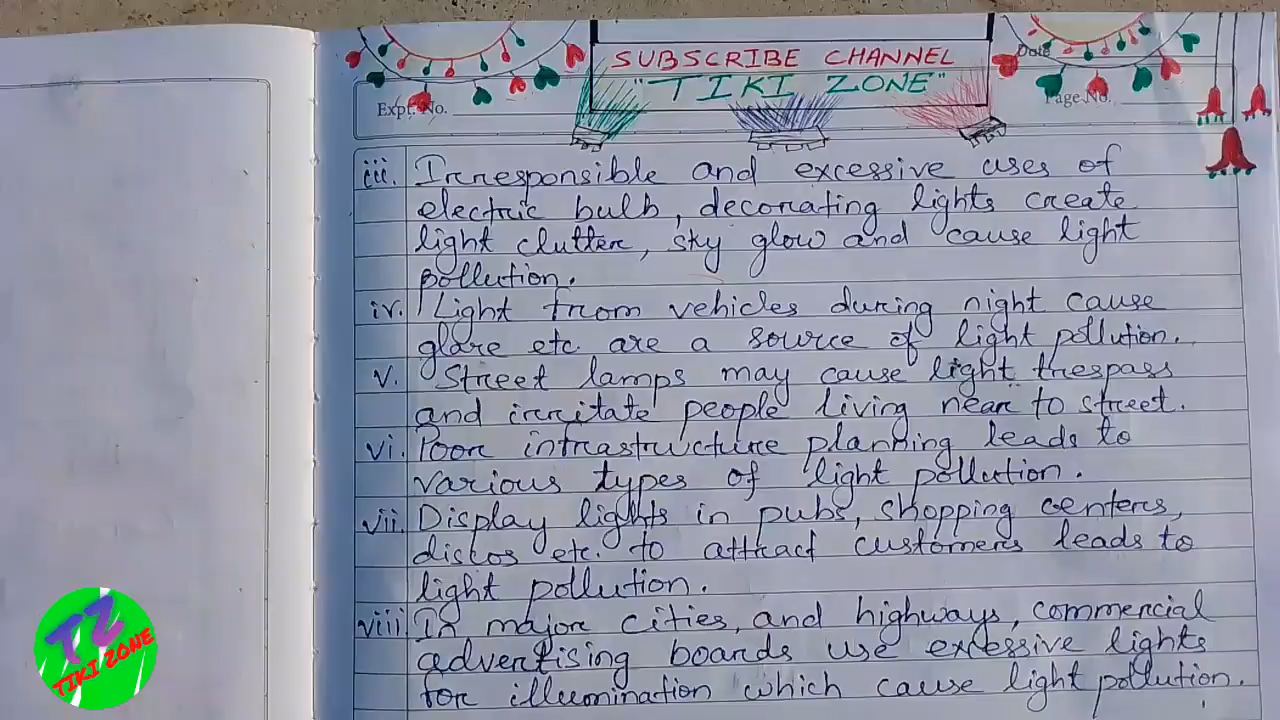 SUBSCRIBE CHANNEL
"TIKI ZONE"
Date
Expt. No.
Page No.
iii. Irresponsible and excessive uses of
electric bulb, decorating lights create
light clutter, sky glow and cause light
pollution.
iv. Light from vehicles during night cause
glare etc are a source of light pollution.
v. Street lamps may cause light trespass
and irritate people living near to street.
vi. Poor infrastructure planning leads to
various types of light pollution.
vii. Display lights in pubs, shopping centers,
discos etc. to attract customers leads to
light pollution.
viii. In major cities, and highways, commercial
advertising boards use excessive lights
for illumination which cause light pollution.
TZ
TIKI ZONE